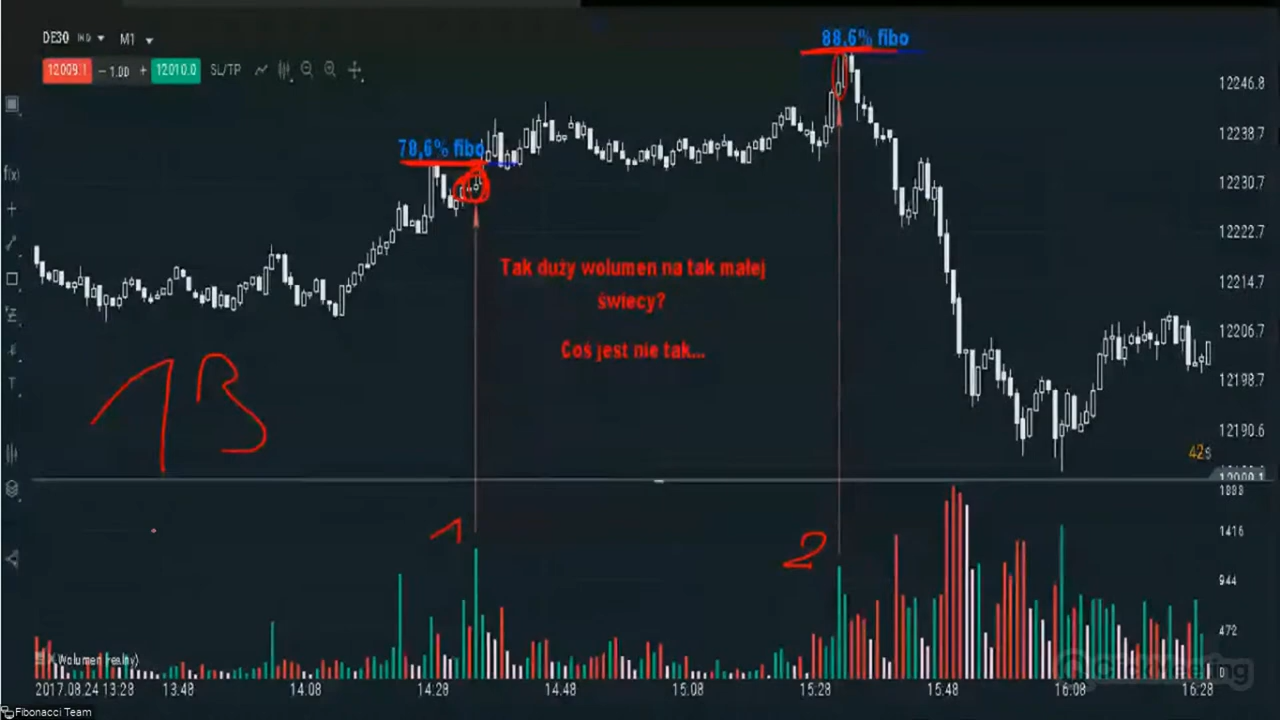 DE30 IND M1
12009.1 - 1.00 + 12010.0 SL/TP
88,6% fibo
78,6% fibo
12246.8
12238.7
12230.7
12222.7
12214.7
12206.7
12198.7
12190.6
Tak duży wolumen na tak małej
świecy?
Coś jest nie tak...
1B
42s
f(x)
T
1
2
1888
1416
944
472
0
X Wolumen (realny)
2017.08.24 13:28 13:48 14:08 14:28 14:48 15:08 15:28 15:48 16:08 16:28
ClickMeeting
Fibonacci Team